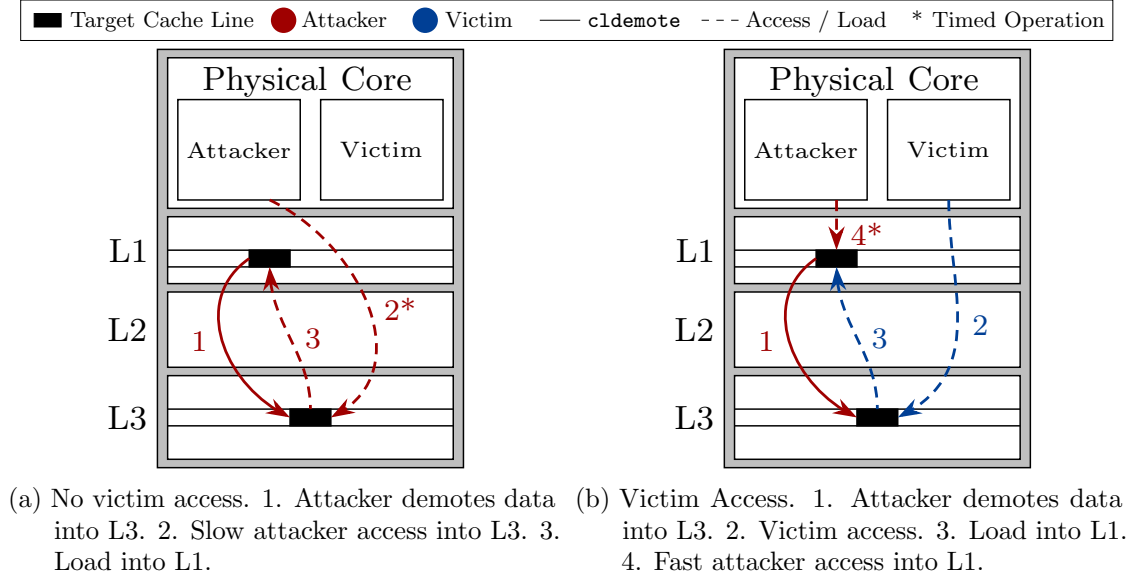 Target Cache Line Attacker Victim cldemote Access / Load * Timed Operation
Physical Core
Attacker Victim
L1
L2
L3
1
3
2*
Physical Core
Attacker Victim
L1
L2
L3
4*
1
3
2
(a) No victim access. 1. Attacker demotes data
into L3. 2. Slow attacker access into L3. 3.
Load into L1.
(b) Victim Access. 1. Attacker demotes data
into L3. 2. Victim access. 3. Load into L1.
4. Fast attacker access into L1.